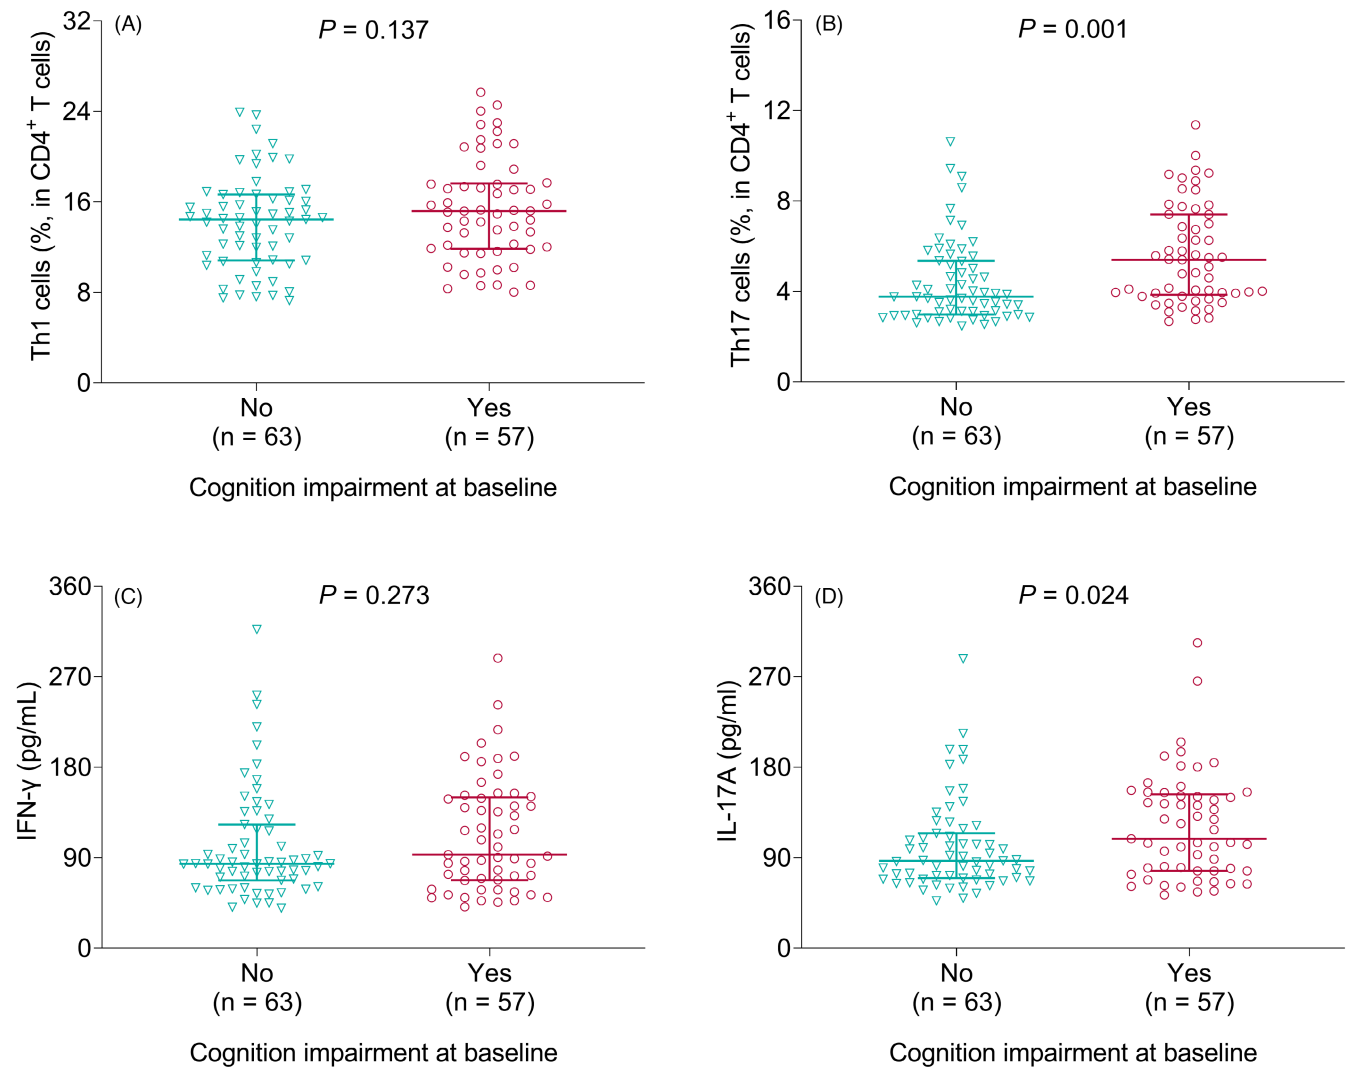 (A)
P = 0.137
Th1 cells (%, in CD4+ T cells)
32
24
16
8
0
No
Yes
(n = 63)
(n = 57)
Cognition impairment at baseline
(B)
P = 0.001
Th17 cells (%, in CD4+ T cells)
16
12
8
4
0
No
Yes
(n = 63)
(n = 57)
Cognition impairment at baseline
(C)
P = 0.273
IFN-γ (pg/mL)
360
270
180
90
0
No
Yes
(n = 63)
(n = 57)
Cognition impairment at baseline
(D)
P = 0.024
IL-17A (pg/ml)
360
270
180
90
0
No
Yes
(n = 63)
(n = 57)
Cognition impairment at baseline